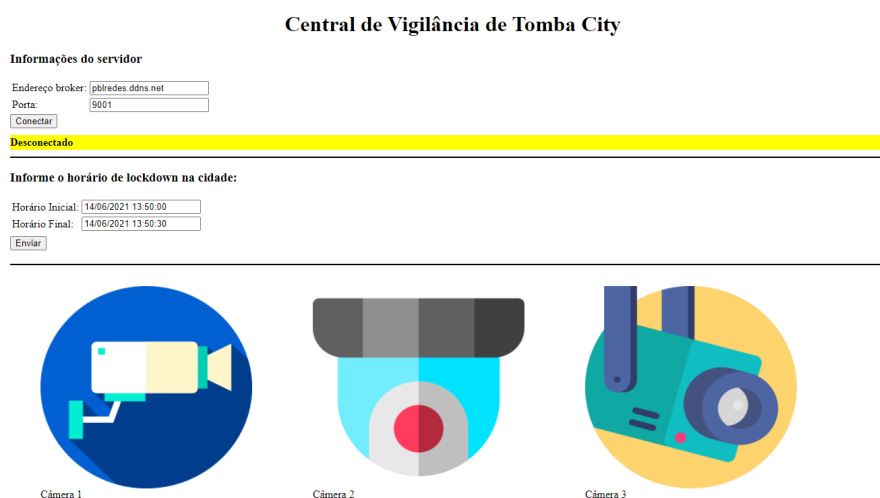 Central de Vigilância de Tomba City
Informações do servidor
Endereço broker: pblredes.ddns.net
Porta: 9001
Conectar
Desconectado
Informe o horário de lockdown na cidade:
Horário Inicial: 14/06/2021 13:50:00
Horário Final: 14/06/2021 13:50:30
Enviar
Câmera 1 Câmera 2 Câmera 3